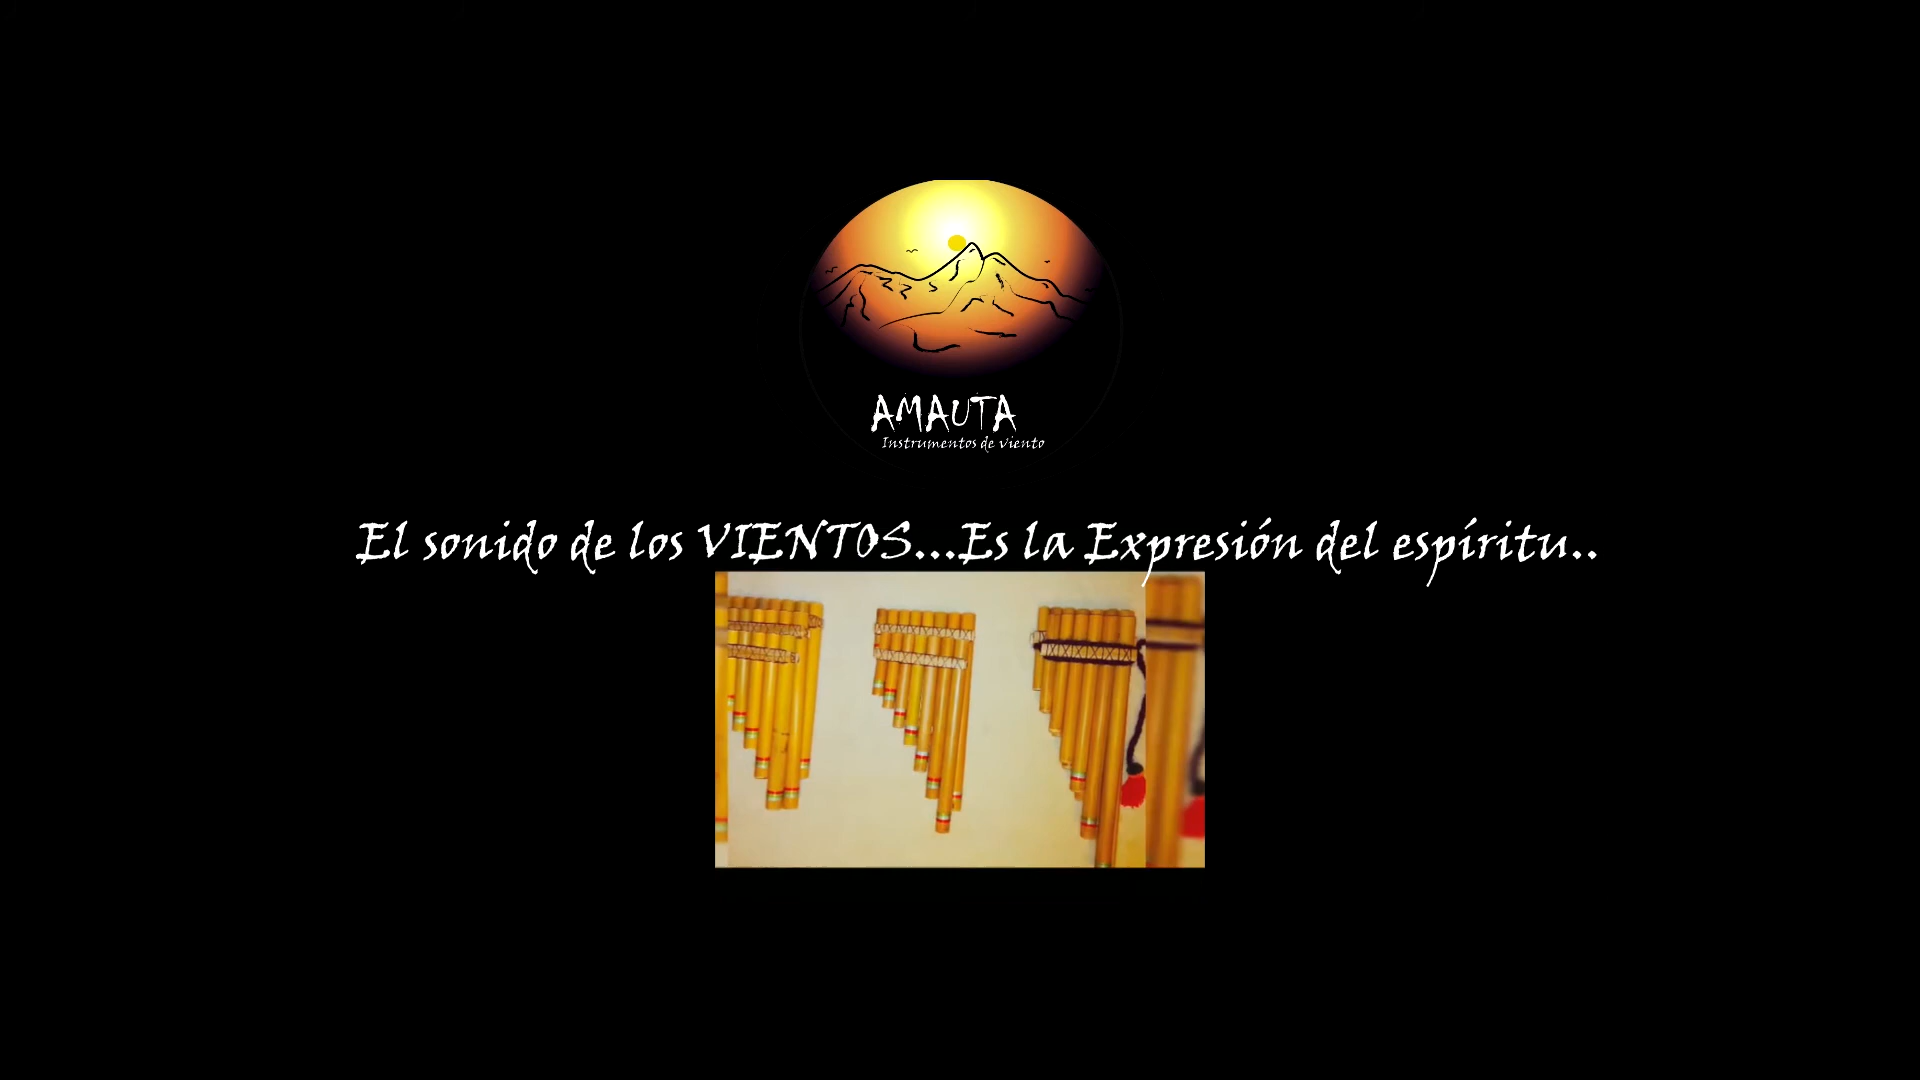 AMAUTA
Instrumentos de viento
El sonido de los VIENTOS...Es la Expresión del espíritu..